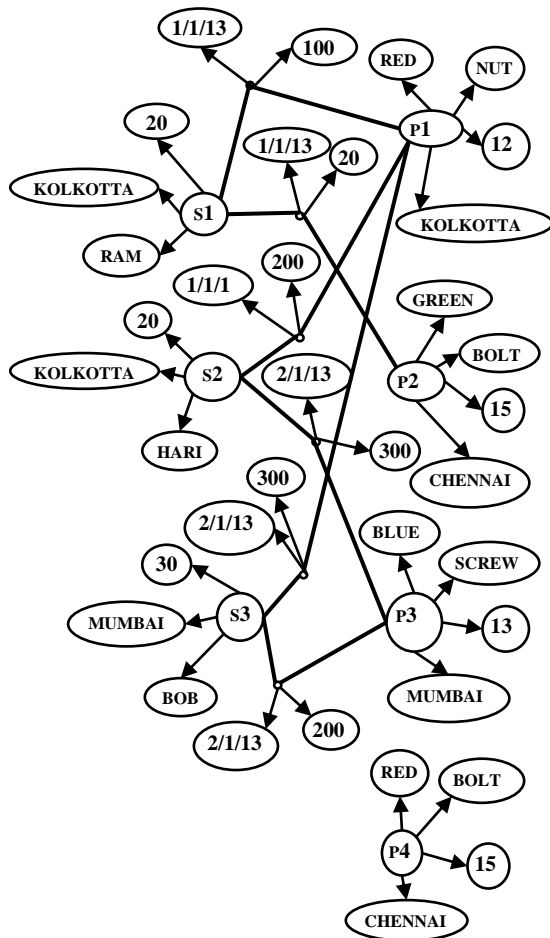 1/1/13
100
RED
NUT
20
1/1/13
20
P1
12
KOLKOTTA
S1
KOLKOTTA
RAM
200
1/1/1
GREEN
20
BOLT
KOLKOTTA
S2
2/1/13
P2
15
HARI
300
CHENNAI
300
2/1/13
BLUE
SCREW
30
MUMBAI
S3
P3
13
BOB
MUMBAI
2/1/13
200
RED
BOLT
P4
15
CHENNAI